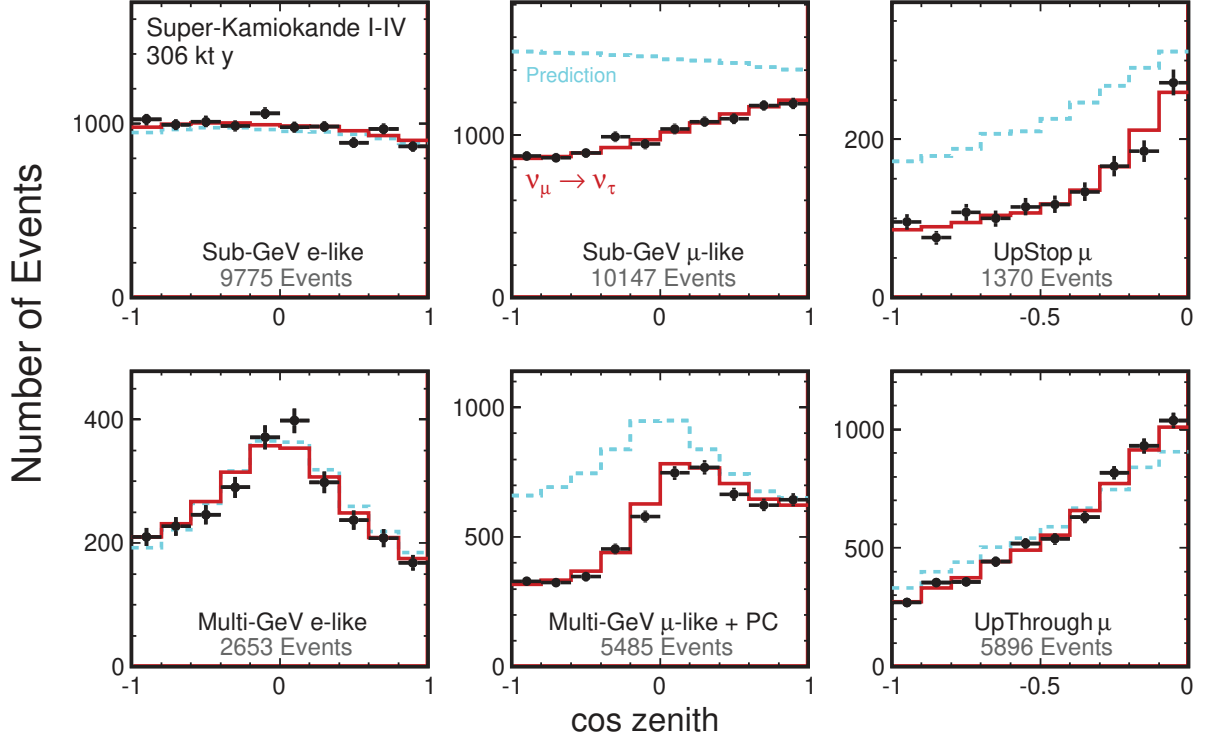 Number of Events
Super-Kamiokande I-IV
306 kt y
1000
0
Sub-GeV e-like
9775 Events
-1 0 1
Prediction
1000
νμ → ντ
0
Sub-GeV μ-like
10147 Events
-1 0 1
200
0
UpStop μ
1370 Events
-1 -0.5 0
400
200
0
Multi-GeV e-like
2653 Events
-1 0 1
1000
500
0
Multi-GeV μ-like + PC
5485 Events
-1 0 1
1000
500
0
UpThrough μ
5896 Events
-1 -0.5 0
cos zenith